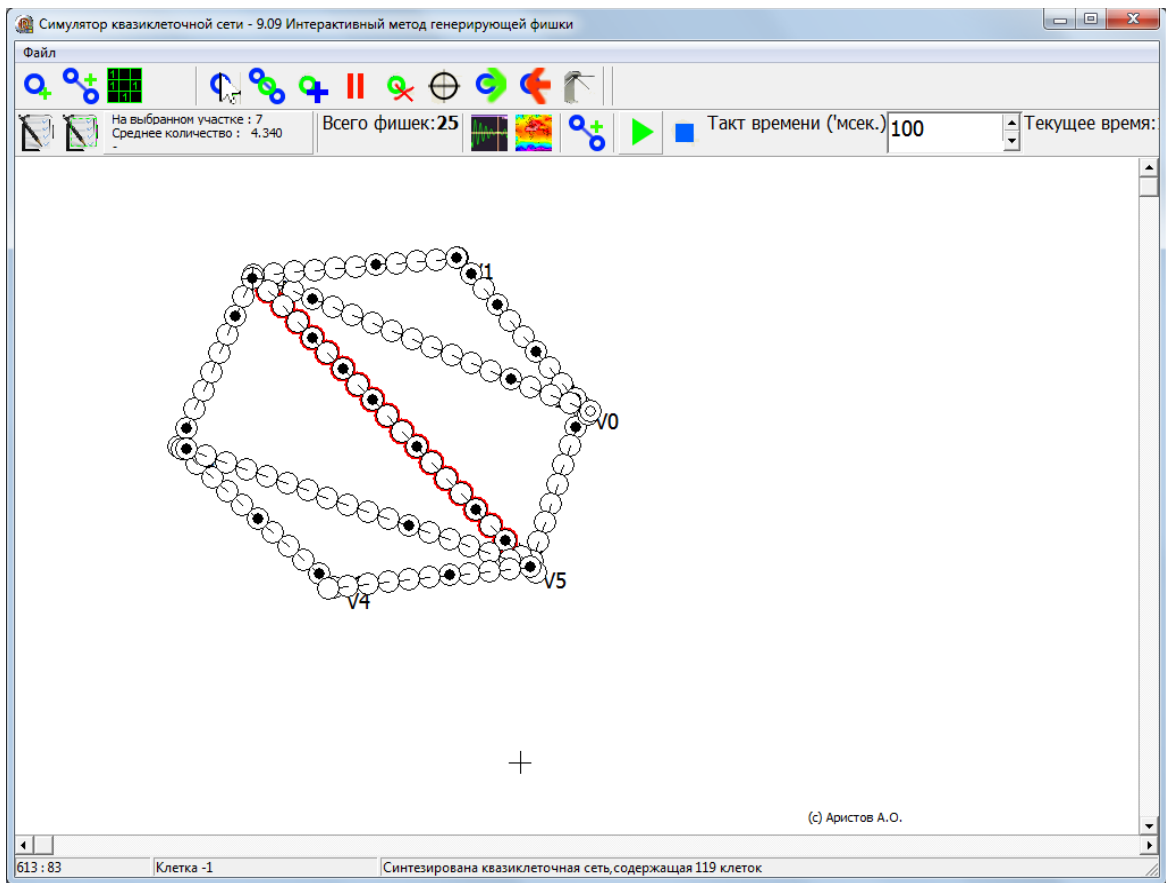 Симулятор квазиклеточной сети - 9.09 Интерактивный метод генерирующей фишки
Файл
На выбранном участке : 7
Среднее количество : 4.340
-
Всего фишек:25
Такт времени ('мсек.) 100
Текущее время:
V1
V0
V5
V4
(c) Аристов А.О.
613 : 83
Клетка -1
Синтезирована квазиклеточная сеть,содержащая 119 клеток